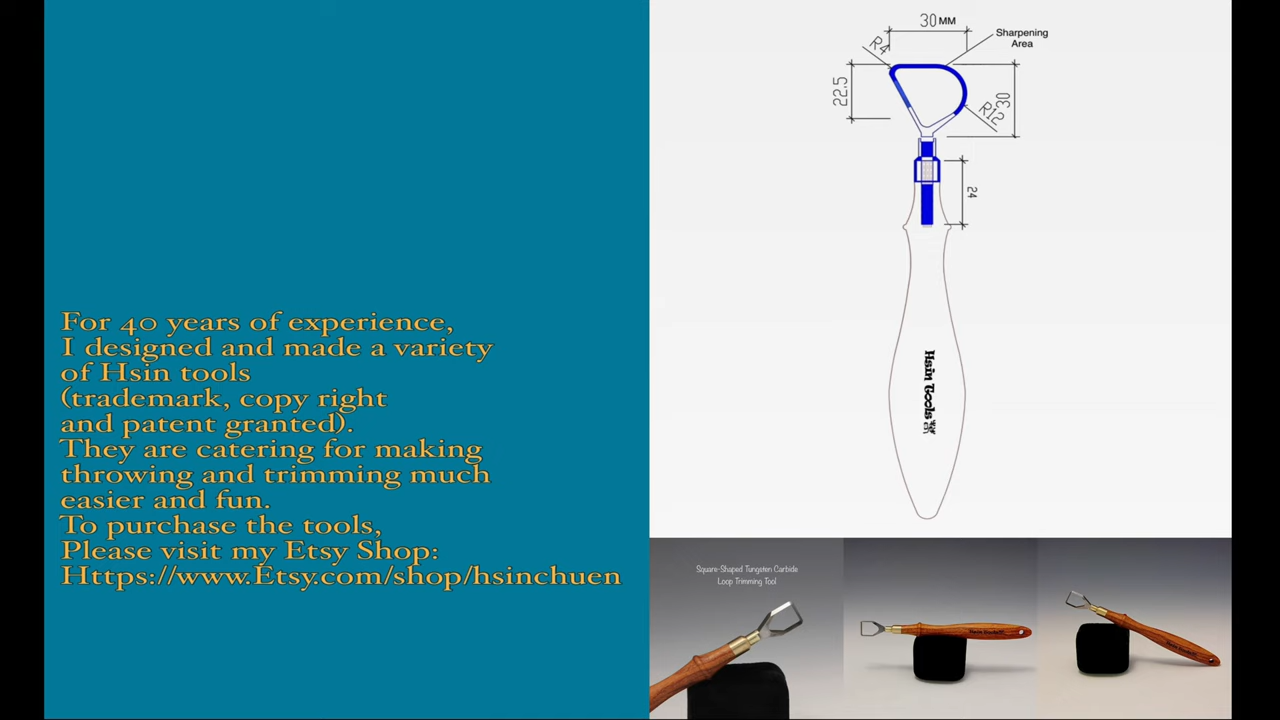 For 40 years of experience,
I designed and made a variety
of Hsin tools
(trademark, copy right
and patent granted).
They are catering for making
throwing and trimming much
easier and fun.
To purchase the tools,
Please visit my Etsy Shop:
Https://www.Etsy.com/shop/hsinchuen
30 MM
Sharpening
Area
R4
22.5
30
R12
24
Hsin Tools
Square-Shaped Tungsten Carbide
Loop Trimming Tool